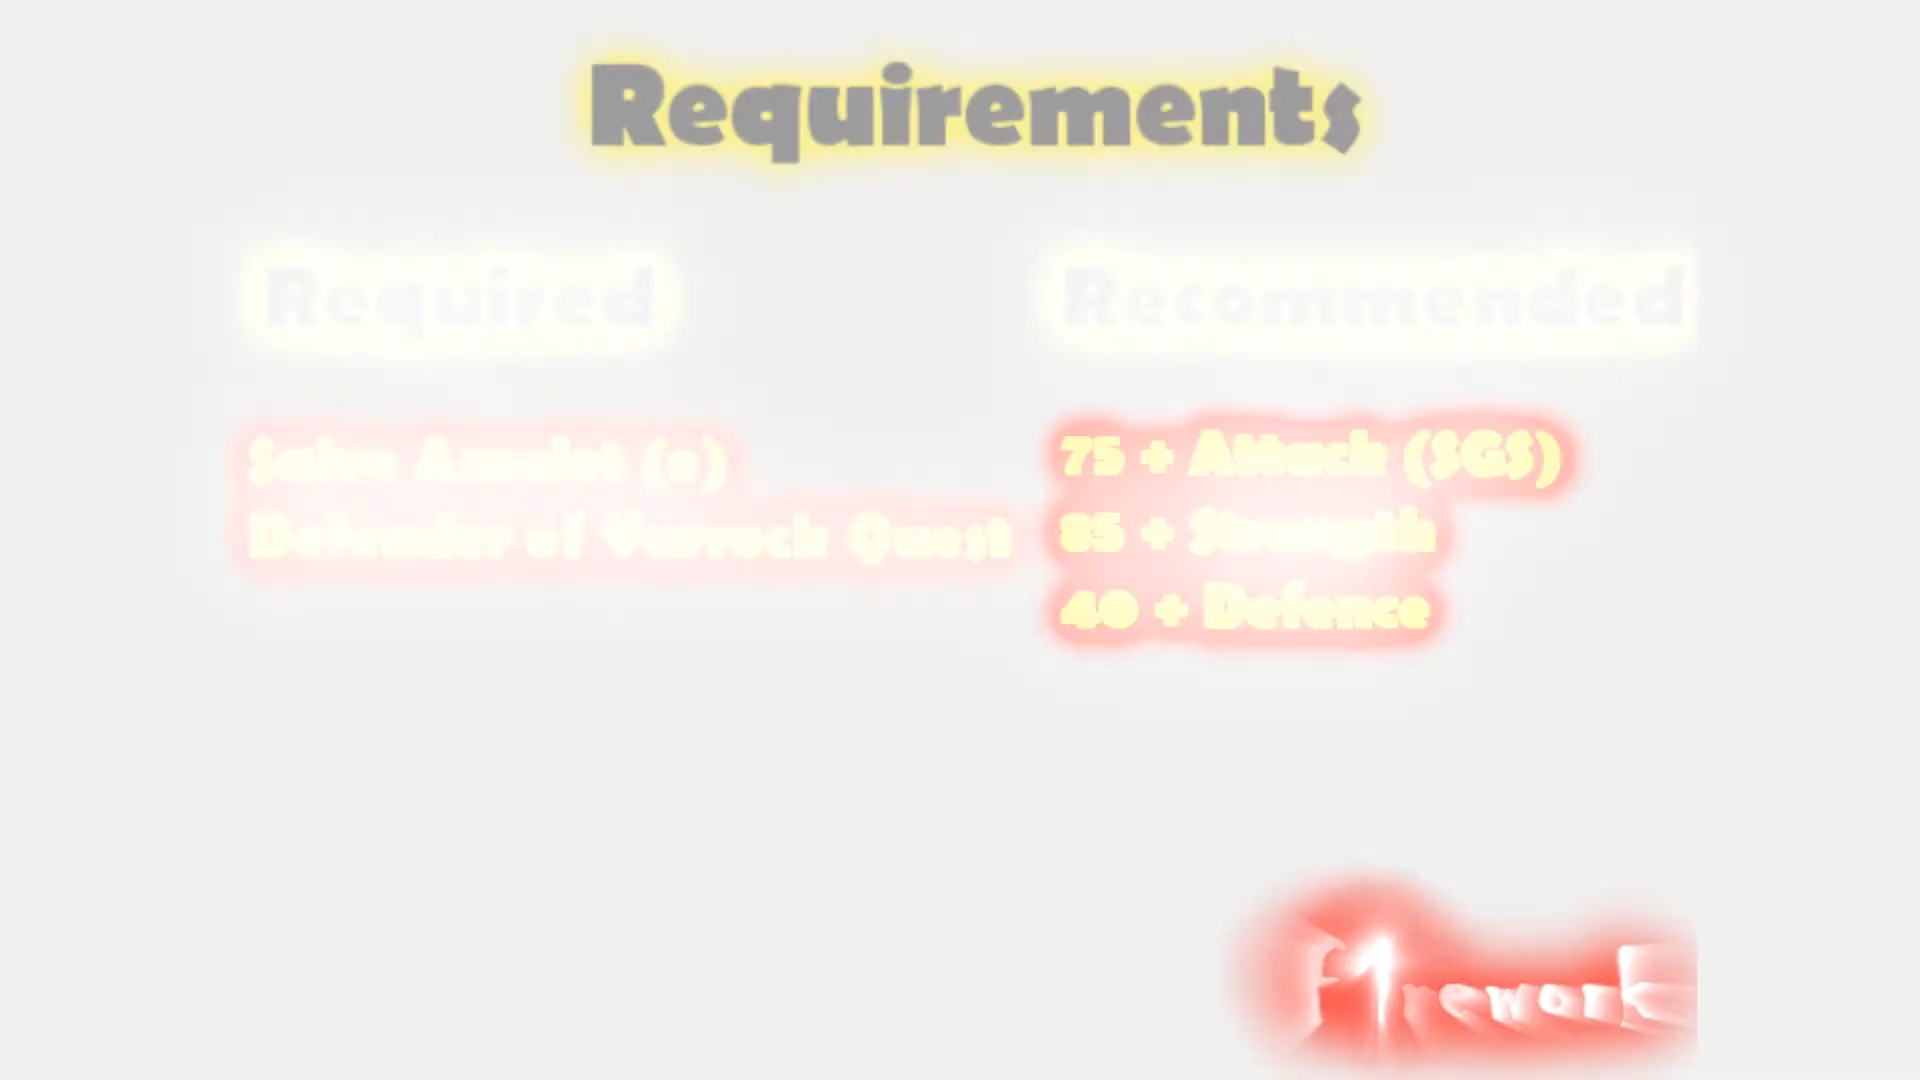 Requirements
Required
Recommended
Salve Amulet (e)
Defender of Varrock Quest
75 + Attack (SGS)
85 + Strength
40 + Defence
F1rework